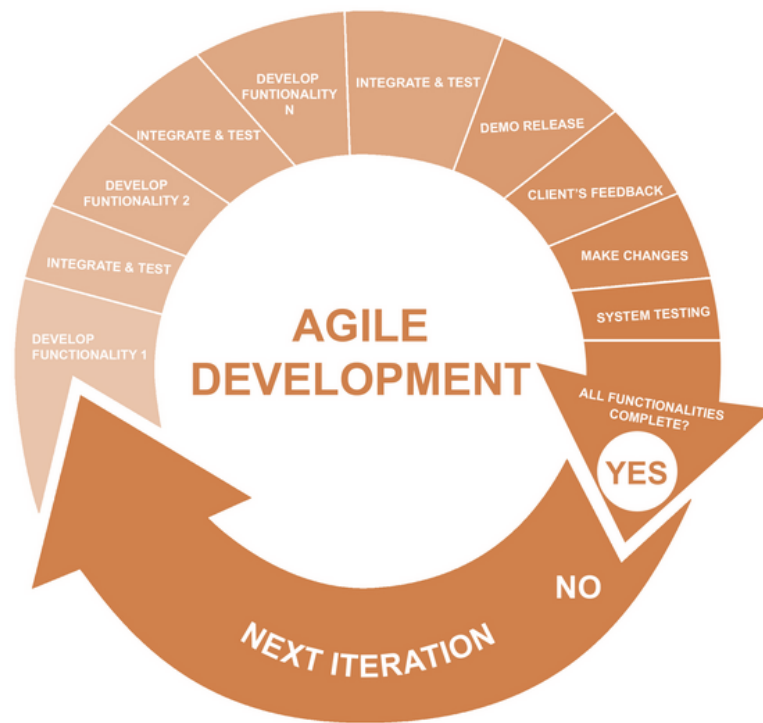 DEVELOP
FUNCTIONALITY 1
INTEGRATE & TEST
DEVELOP
FUNTIONALITY 2
INTEGRATE & TEST
DEVELOP
FUNTIONALITY
N
INTEGRATE & TEST
DEMO RELEASE
CLIENT'S FEEDBACK
MAKE CHANGES
SYSTEM TESTING
ALL FUNCTIONALITIES
COMPLETE?
YES
NO
NEXT ITERATION
AGILE
DEVELOPMENT